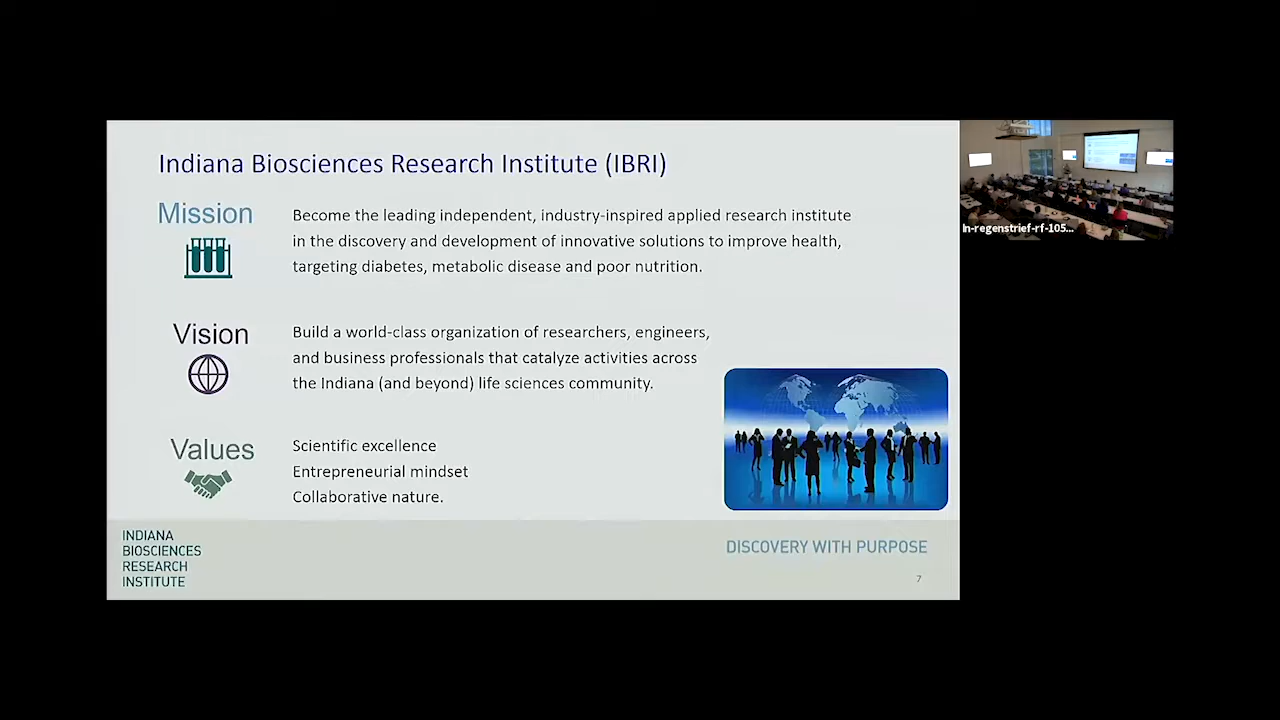 Indiana Biosciences Research Institute (IBRI)
Mission
Become the leading independent, industry-inspired applied research institute
in the discovery and development of innovative solutions to improve health,
targeting diabetes, metabolic disease and poor nutrition.
Vision
Build a world-class organization of researchers, engineers,
and business professionals that catalyze activities across
the Indiana (and beyond) life sciences community.
Values
Scientific excellence
Entrepreneurial mindset
Collaborative nature.
INDIANA
BIOSCIENCES
RESEARCH
INSTITUTE
DISCOVERY WITH PURPOSE
7
In-regenstrief-rf-105...